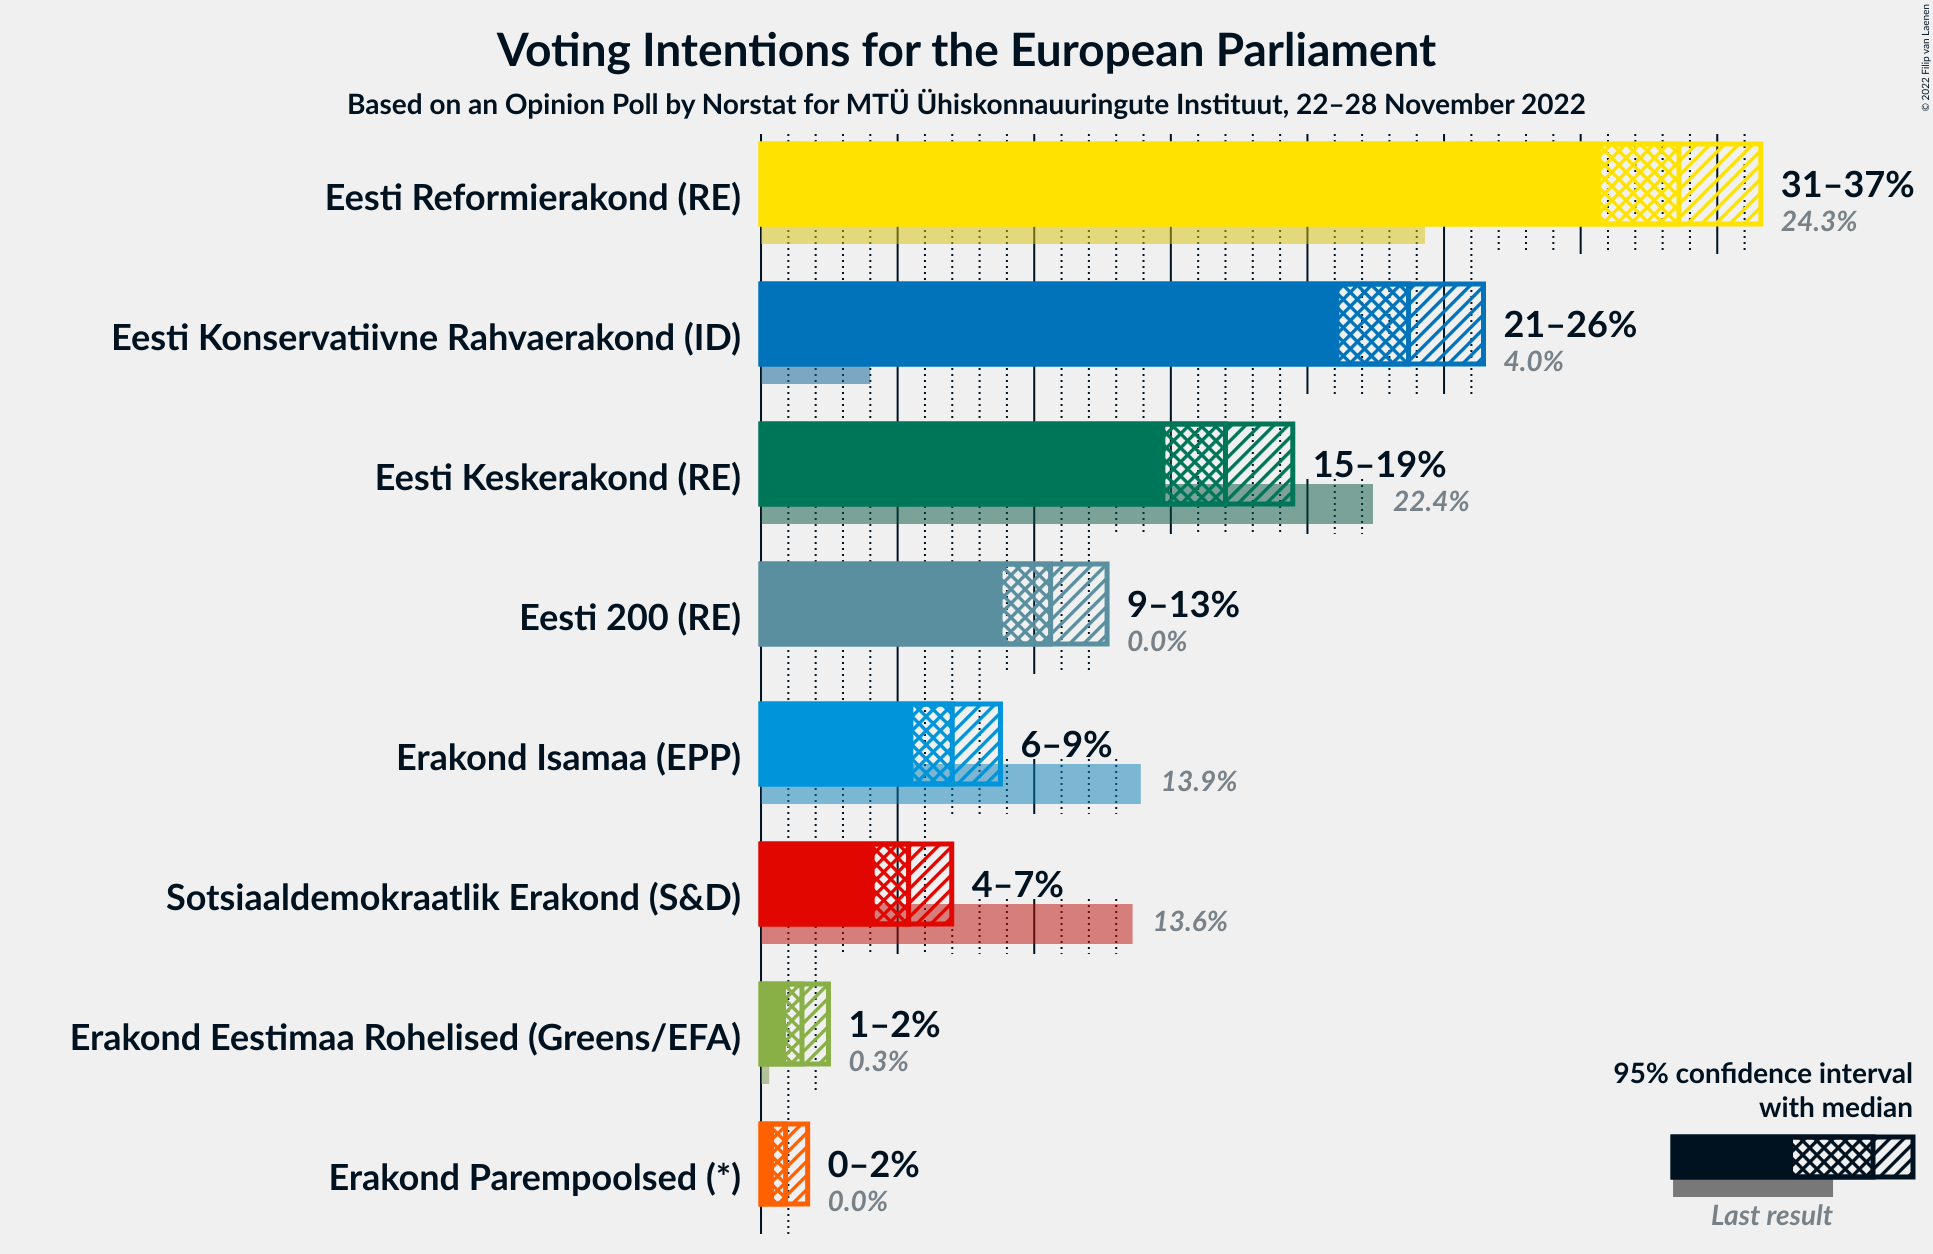 Voting Intentions for the European Parliament
Based on an Opinion Poll by Norstat for MTÜ Ühiskonnauuringute Instituut, 22–28 November 2022
© 2022 Filip van Laenen
Eesti Reformierakond (RE)
31–37%
24.3%
Eesti Konservatiivne Rahvaerakond (ID)
21–26%
4.0%
Eesti Keskerakond (RE)
15–19%
22.4%
Eesti 200 (RE)
9–13%
0.0%
Erakond Isamaa (EPP)
6–9%
13.9%
Sotsiaaldemokraatlik Erakond (S&D)
4–7%
13.6%
Erakond Eestimaa Rohelised (Greens/EFA)
1–2%
0.3%
Erakond Parempoolsed (*)
0–2%
0.0%
95% confidence interval
with median
Last result